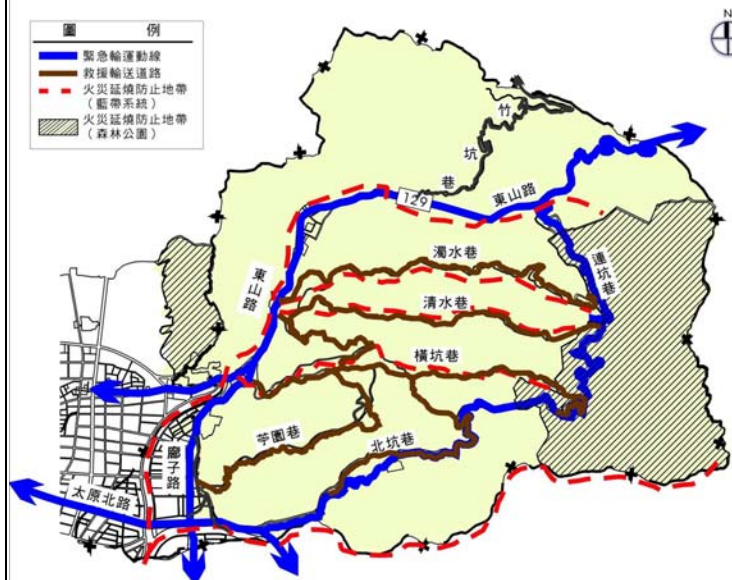 圖 例
緊急輸運動線
救援輸送道路
火災延燒防止地帶
（藍帶系統）
火災延燒防止地帶
（森林公園）
N
竹坑巷
129
東山路
濁水巷
連坑巷
東山路
清水巷
橫坑巷
苧園巷
北坑巷
廍子路
太原北路